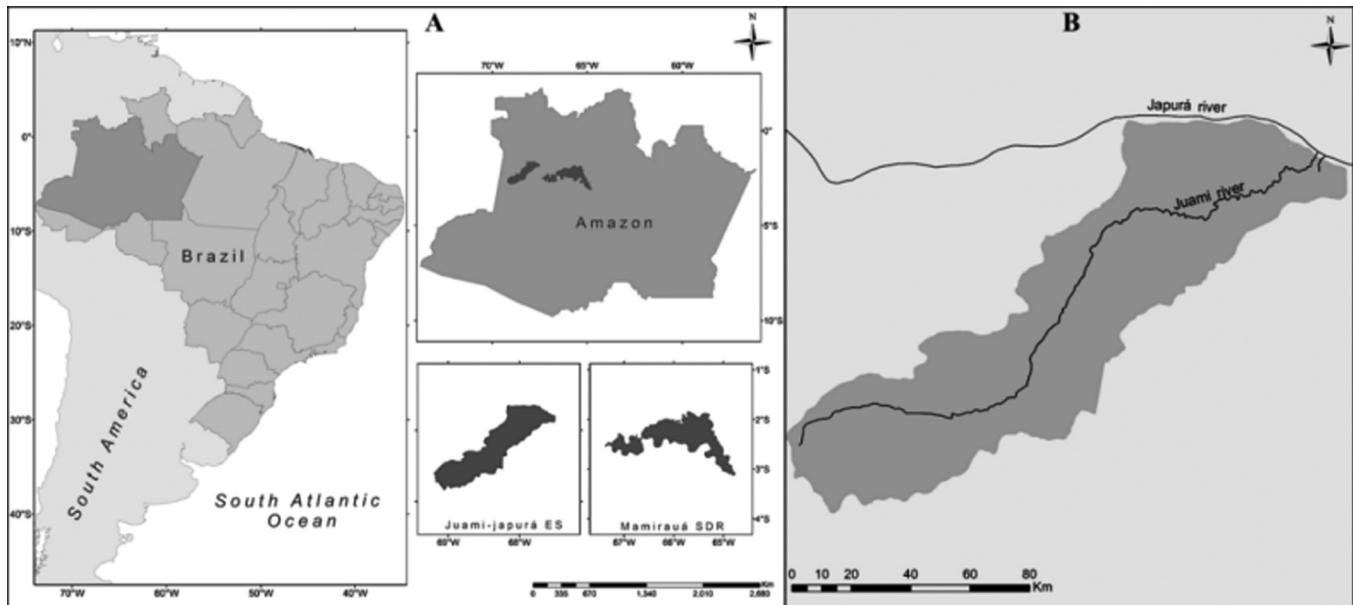 A
N
10°N
0°
10°S
20°S
30°S
40°S
70°W 60°W 50°W 40°W
Brazil
South America
South Atlantic
Ocean
70°W 65°W 60°W
0°
5°S
10°S
Amazon
Juami-japurá ES
69°W 68°W
Mamirauá SDR
67°W 66°W 65°W
1°S
2°S
3°S
4°S
Km
0 335 670 1,340 2,010 2,680
B
N
Japurá river
Juami river
0 10 20 40 60 80
Km